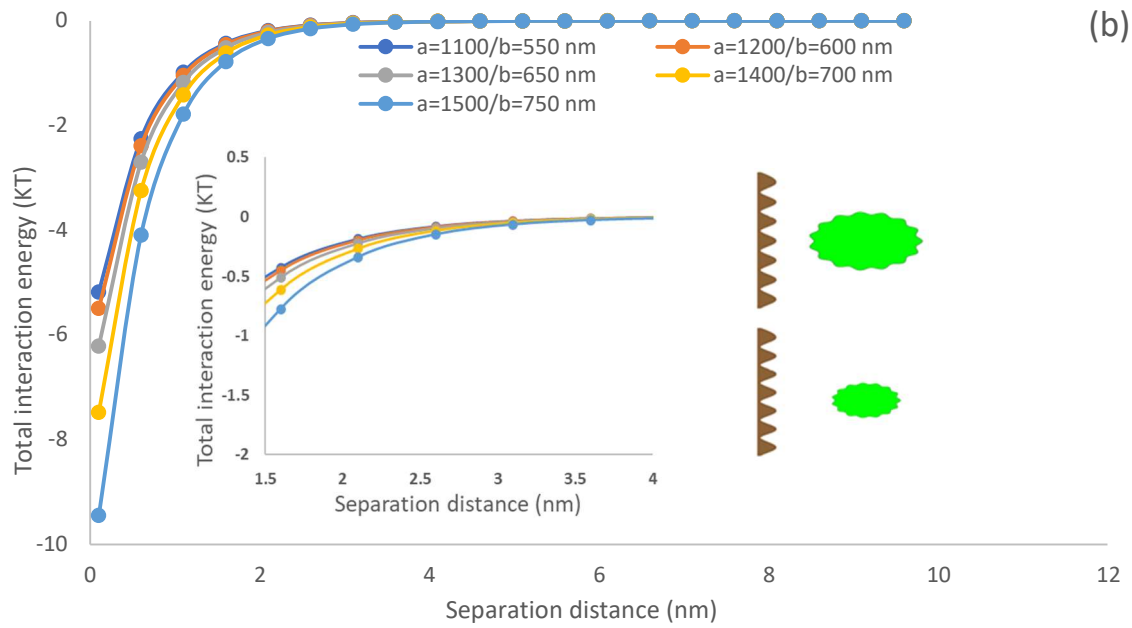 (b)
0
-2
-4
-6
-8
-10
Total interaction energy (KT)
a=1100/b=550 nm
a=1200/b=600 nm
a=1300/b=650 nm
a=1400/b=700 nm
a=1500/b=750 nm
0.5
0
-0.5
-1
-1.5
-2
Total interaction energy (KT)
1.5 2 2.5 3 3.5 4
Separation distance (nm)
0 2 4 6 8 10 12
Separation distance (nm)